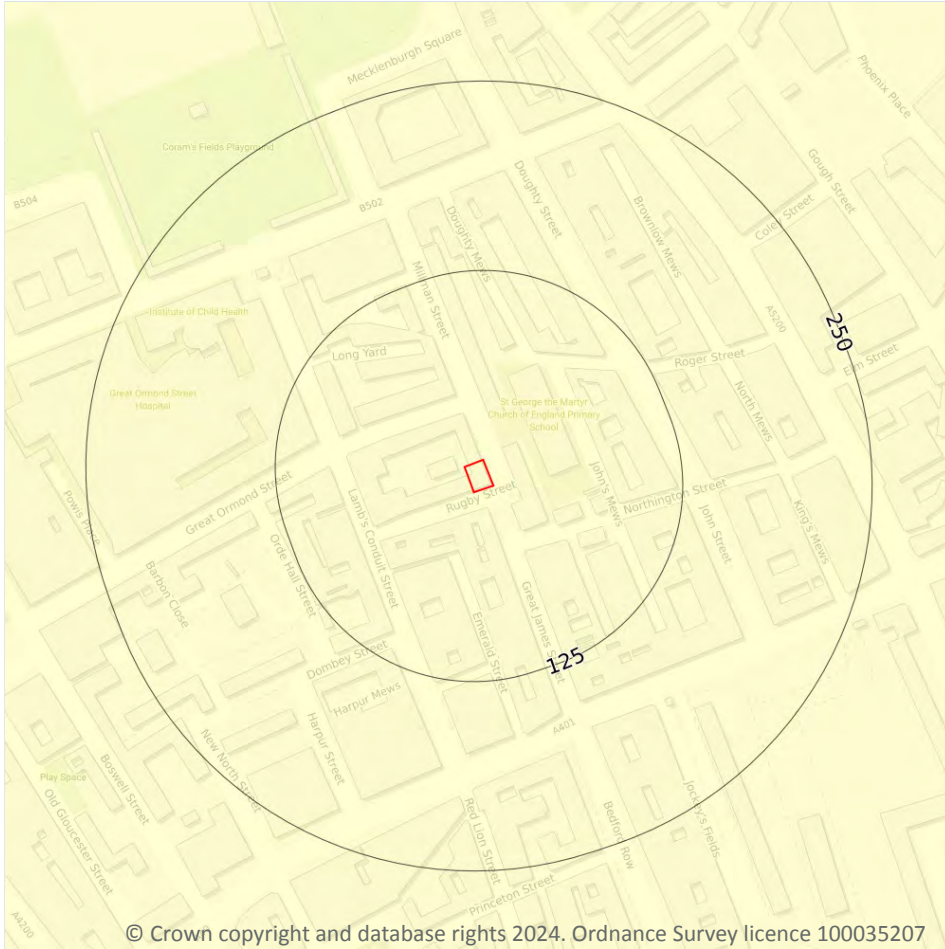 Mecklenburgh Square
Phoenix Place
Coram's Fields Playground
Gough Street
B504
B502
Doughty Street
Doughty Mews
Brownlow Mews
Coley Street
Millman Street
Institute of Child Health
A5200
250
Long Yard
Roger Street
Elm Street
Great Ormond Street
Hospital
St George the Martyr
Church of England Primary
School
North Mews
Powis Place
Great Ormond Street
Lamb's Conduit Street
Rugby Street
John's Mews
Northington Street
John Street
King's Mews
Orde Hall Street
Barbon Close
Emerald Street
Great James Street
125
Dombey Street
Harpur Mews
Harpur Street
A401
New North Street
Play Space
Boswell Street
Old Gloucester Street
Red Lion Street
Bedford Row
Jockey's Fields
Princeton Street
A4200
© Crown copyright and database rights 2024. Ordnance Survey licence 100035207